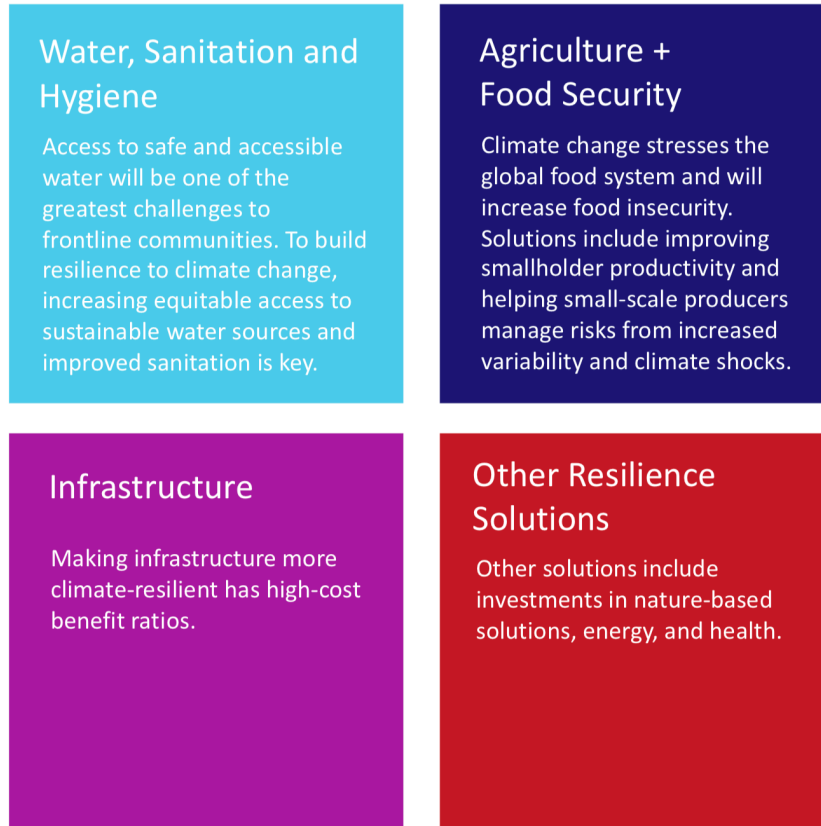 Water, Sanitation and
Hygiene
Access to safe and accessible
water will be one of the
greatest challenges to
frontline communities. To build
resilience to climate change,
increasing equitable access to
sustainable water sources and
improved sanitation is key.
Agriculture +
Food Security
Climate change stresses the
global food system and will
increase food insecurity.
Solutions include improving
smallholder productivity and
helping small-scale producers
manage risks from increased
variability and climate shocks.
Infrastructure
Making infrastructure more
climate-resilient has high-cost
benefit ratios.
Other Resilience
Solutions
Other solutions include
investments in nature-based
solutions, energy, and health.